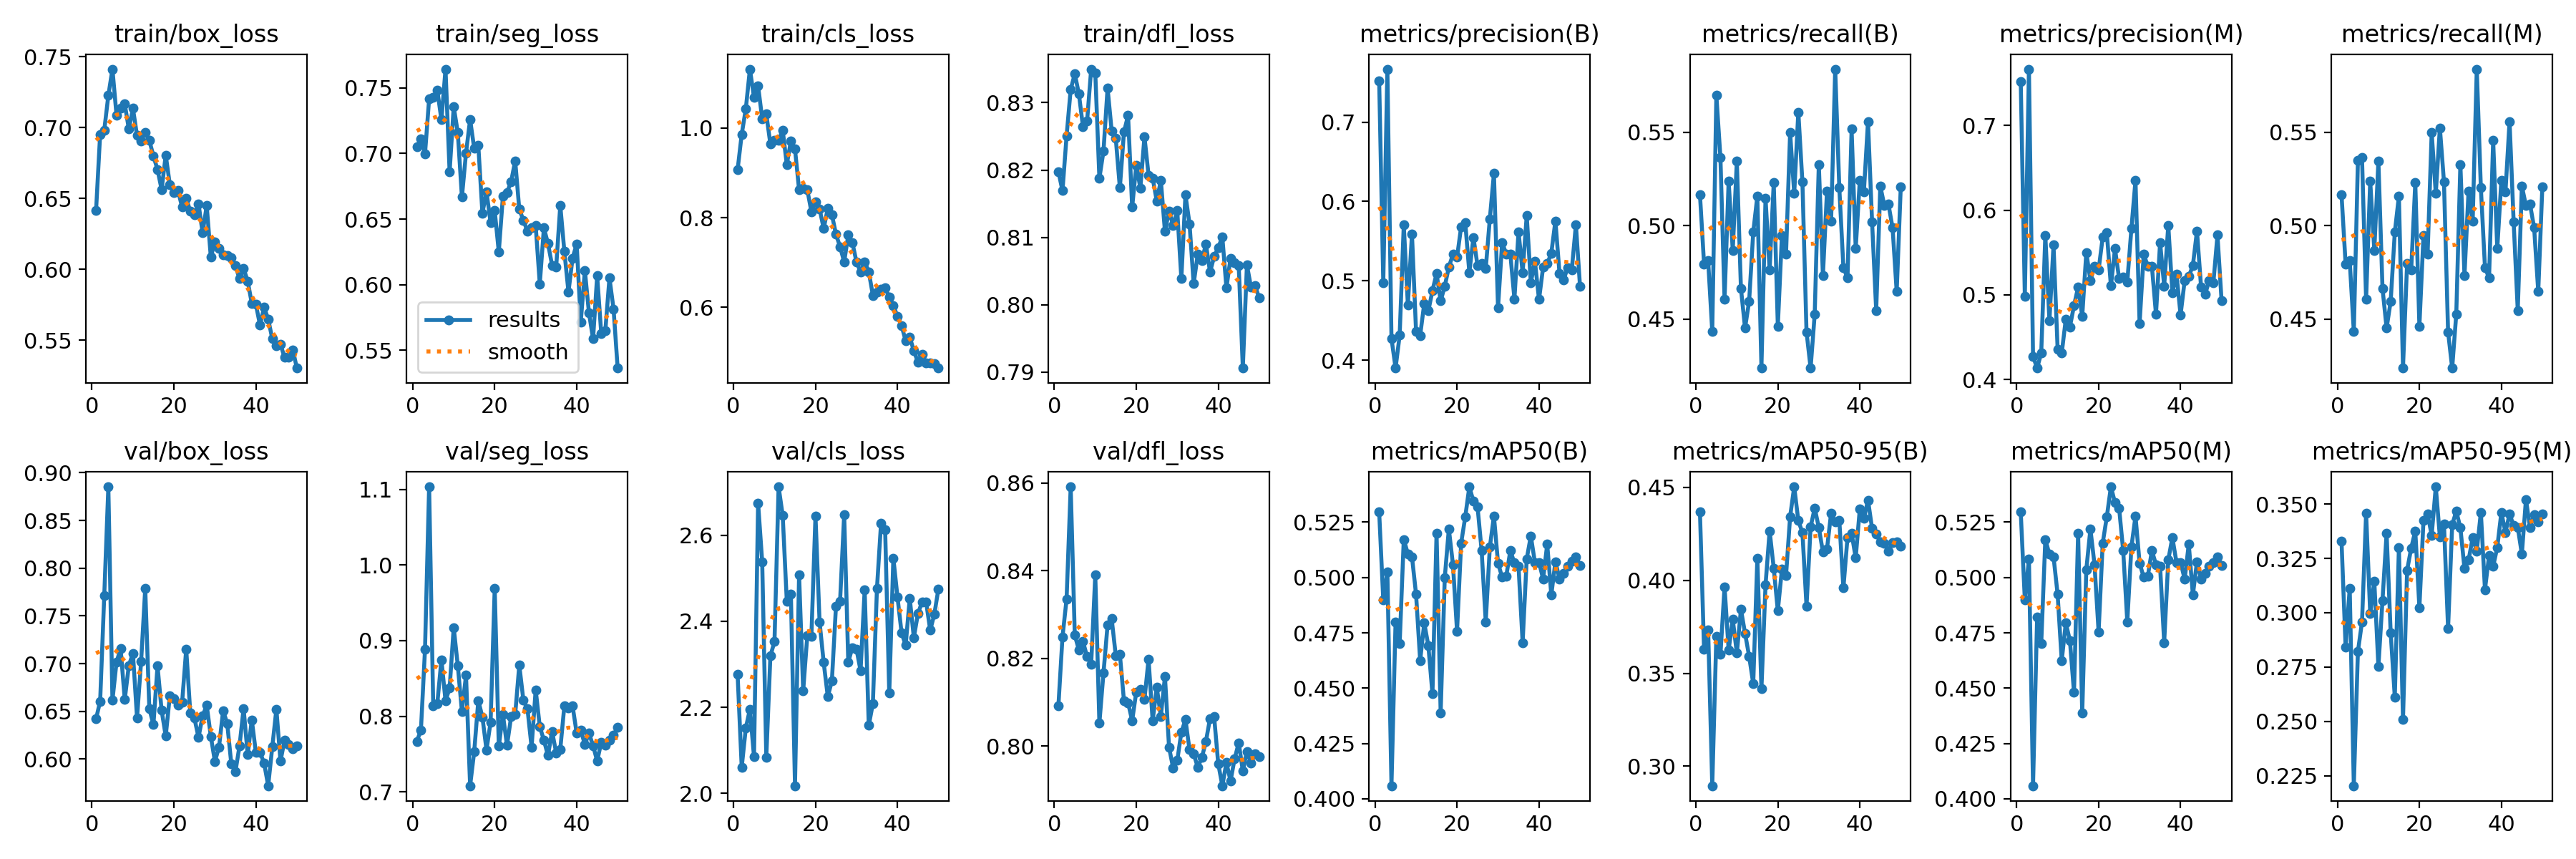 train/box_loss
train/seg_loss
train/cls_loss
train/dfl_loss
metrics/precision(B)
metrics/recall(B)
metrics/precision(M)
metrics/recall(M)
0.75
0.70
0.65
0.60
0.55
0 20 40
0.75
0.70
0.65
0.60
0.55
results
smooth
0 20 40
1.0
0.8
0.6
0 20 40
0.83
0.82
0.81
0.80
0.79
0 20 40
0.7
0.6
0.5
0.4
0 20 40
0.55
0.50
0.45
0 20 40
0.7
0.6
0.5
0.4
0 20 40
0.55
0.50
0.45
0 20 40
val/box_loss
val/seg_loss
val/cls_loss
val/dfl_loss
metrics/mAP50(B)
metrics/mAP50-95(B)
metrics/mAP50(M)
metrics/mAP50-95(M)
0.90
0.85
0.80
0.75
0.70
0.65
0.60
0 20 40
1.1
1.0
0.9
0.8
0.7
0 20 40
2.6
2.4
2.2
2.0
0 20 40
0.86
0.84
0.82
0.80
0 20 40
0.525
0.500
0.475
0.450
0.425
0.400
0 20 40
0.45
0.40
0.35
0.30
0 20 40
0.525
0.500
0.475
0.450
0.425
0.400
0 20 40
0.350
0.325
0.300
0.275
0.250
0.225
0 20 40